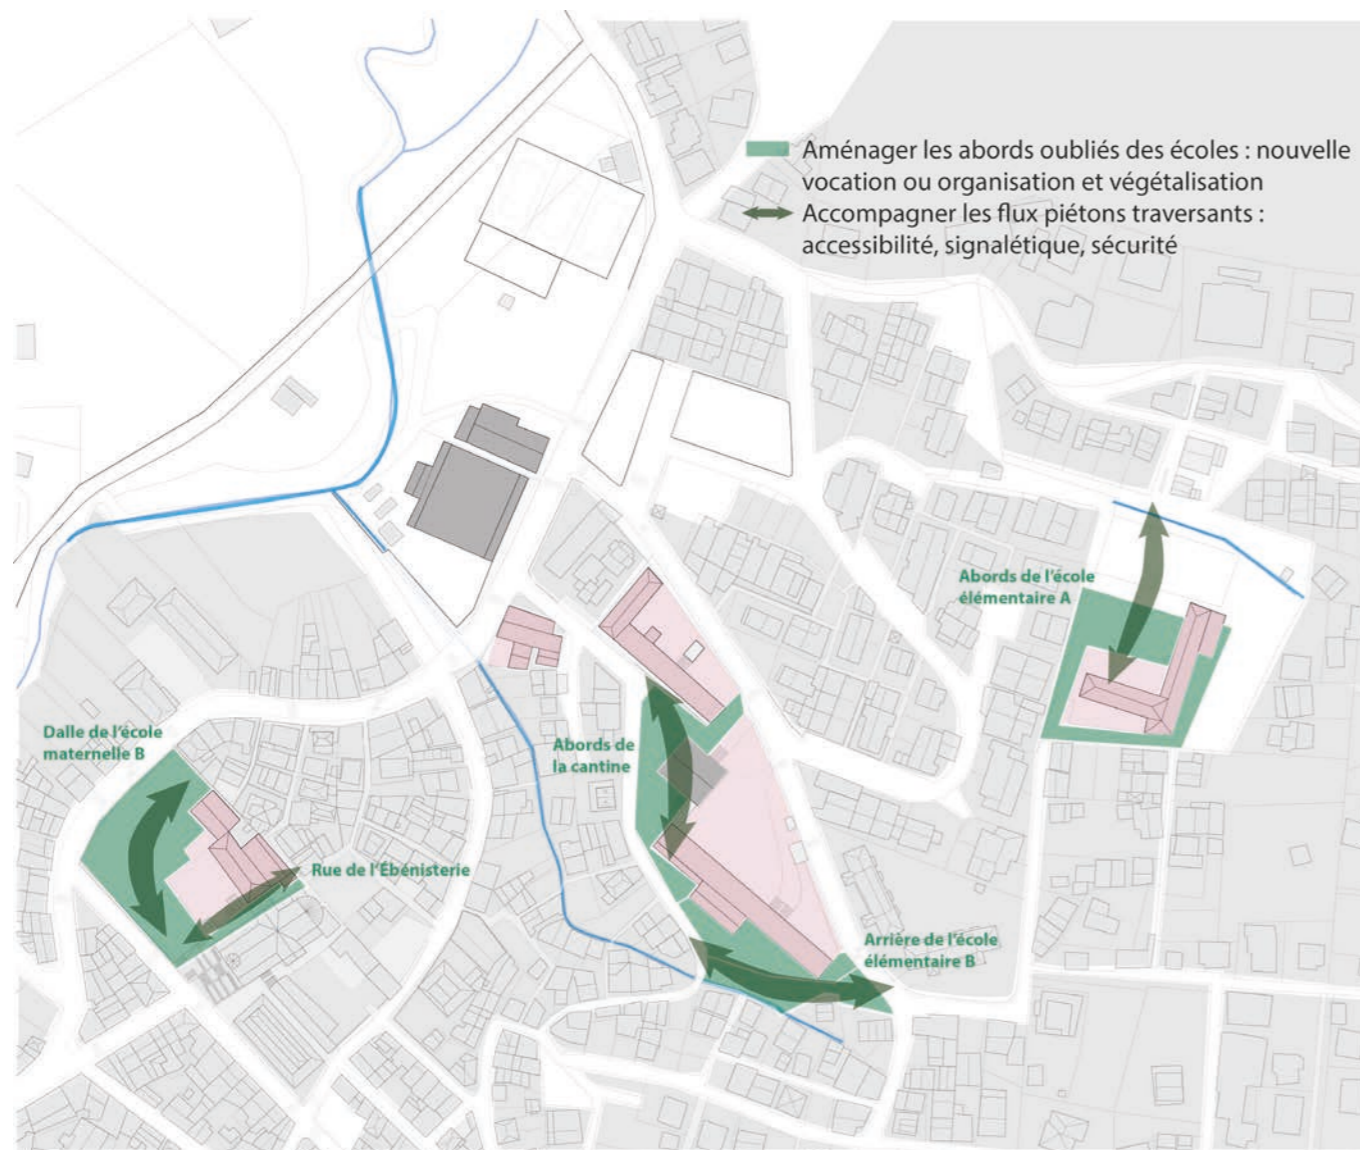 Aménager les abords oubliés des écoles : nouvelle
vocation ou organisation et végétalisation
Accompagner les flux piétons traversants :
accessibilité, signalétique, sécurité
Abords de l'école
élémentaire A
Dalle de l'école
maternelle B
Abords de
la cantine
Rue de l'Ébénisterie
Arrière de l'école
élémentaire B